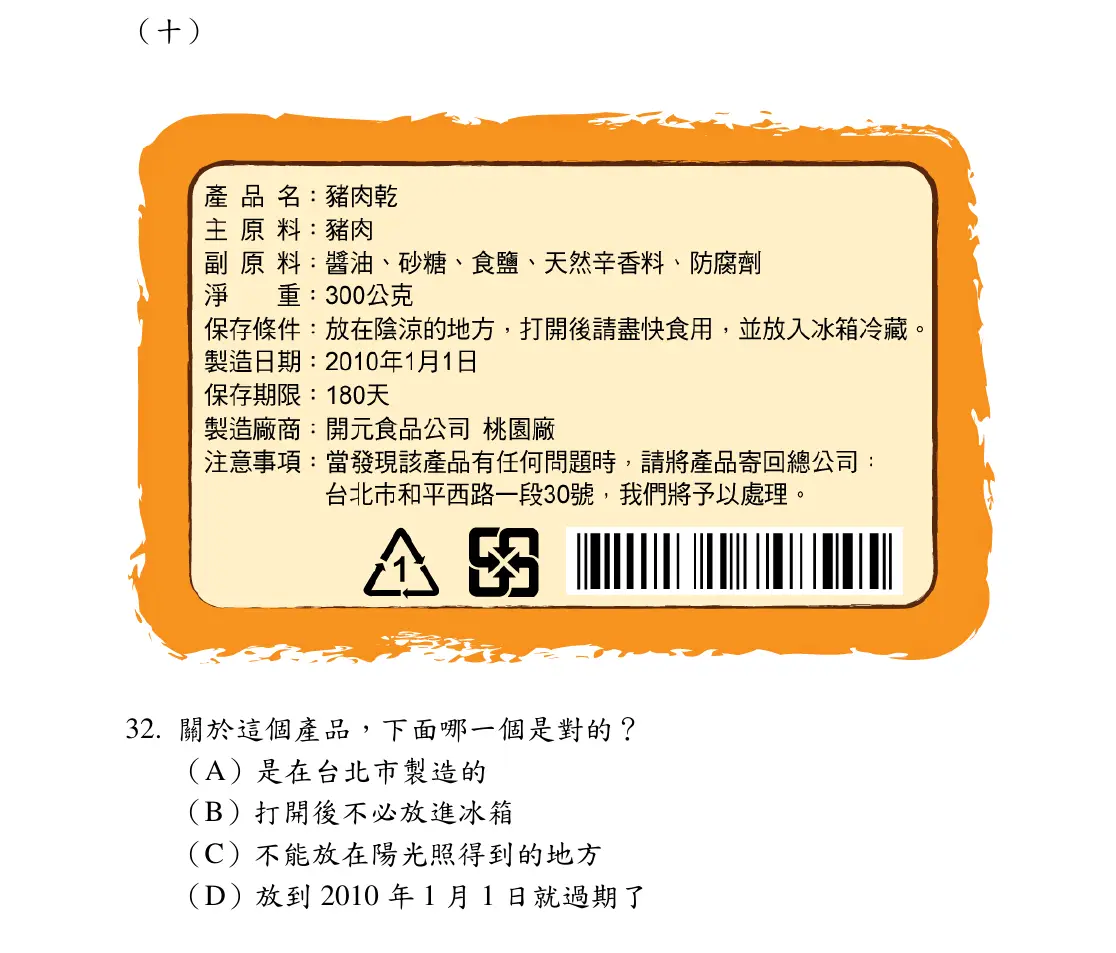 （十）
產品名：豬肉乾
主原料：豬肉
副原料：醬油、砂糖、食鹽、天然辛香料、防腐劑
淨重：300公克
保存條件：放在陰涼的地方，打開後請盡快食用，並放入冰箱冷藏。
製造日期：2010年1月1日
保存期限：180天
製造廠商：開元食品公司 桃園廠
注意事項：當發現該產品有任何問題時，請將產品寄回總公司：
台北市和平西路一段30號，我們將予以處理。
1
32. 關於這個產品，下面哪一個是對的？
（A）是在台北市製造的
（B）打開後不必放進冰箱
（C）不能放在陽光照得到的地方
（D）放到 2010 年 1 月 1 日就過期了